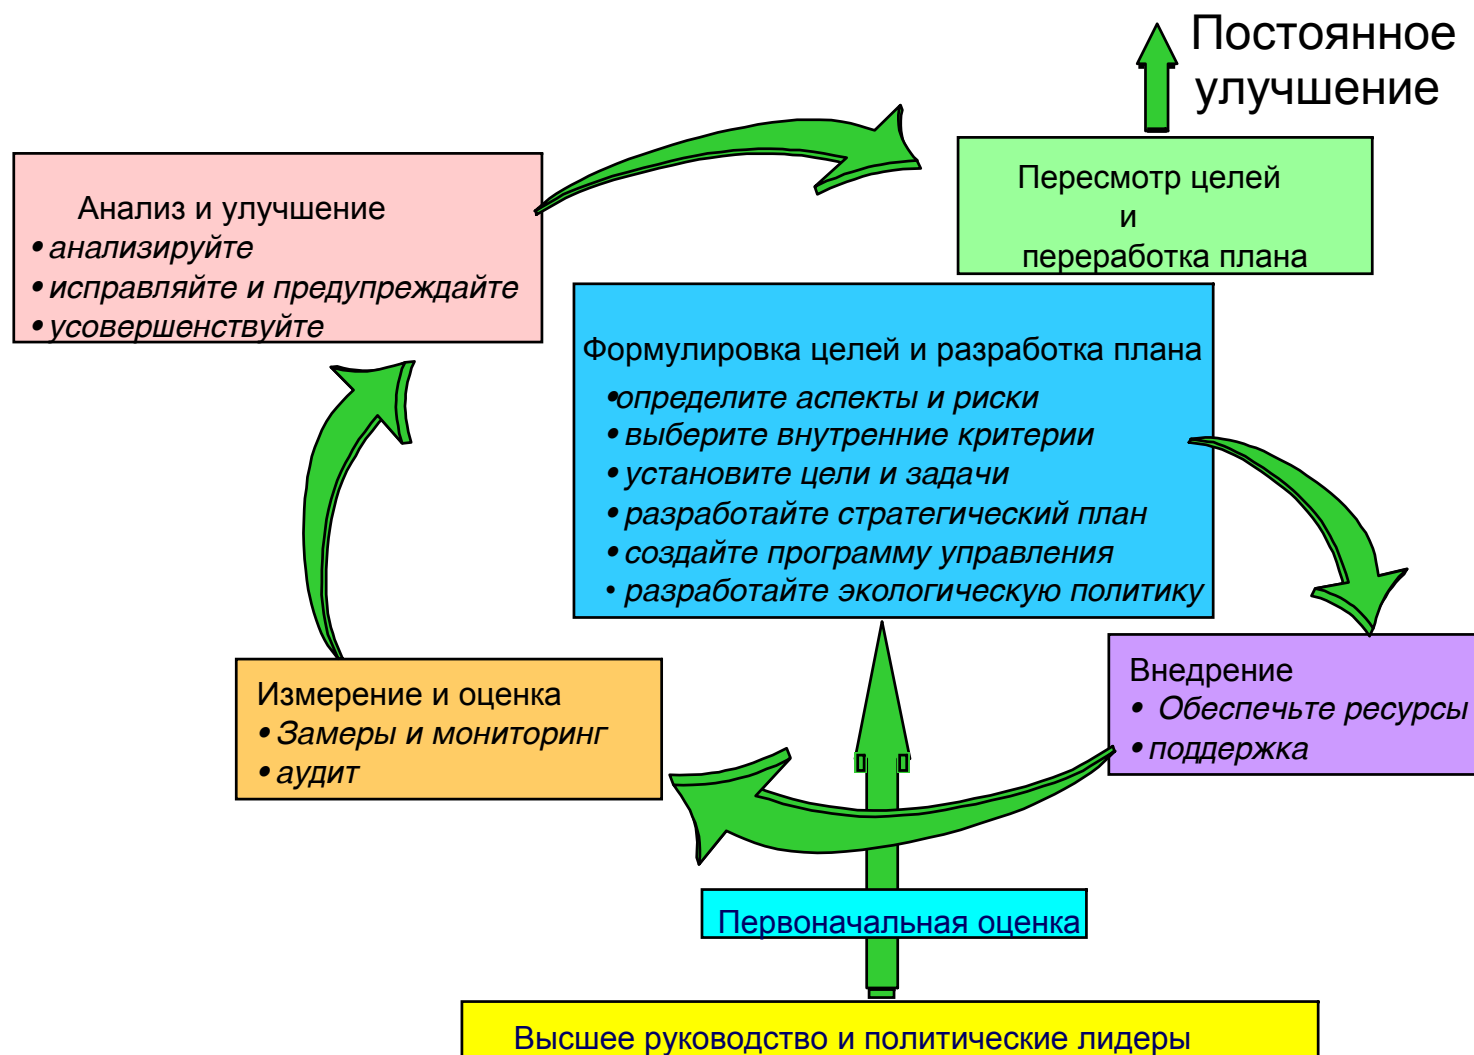 Постоянное
улучшение
Пересмотр целей
и
переработка плана
Анализ и улучшение
• анализируйте
• исправляйте и предупреждайте
• усовершенствуйте
Формулировка целей и разработка плана
• определите аспекты и риски
• выберите внутренние критерии
• установите цели и задачи
• разработайте стратегический план
• создайте программу управления
• разработайте экологическую политику
Внедрение
• Обеспечьте ресурсы
• поддержка
Измерение и оценка
• Замеры и мониторинг
• аудит
Первоначальная оценка
Высшее руководство и политические лидеры